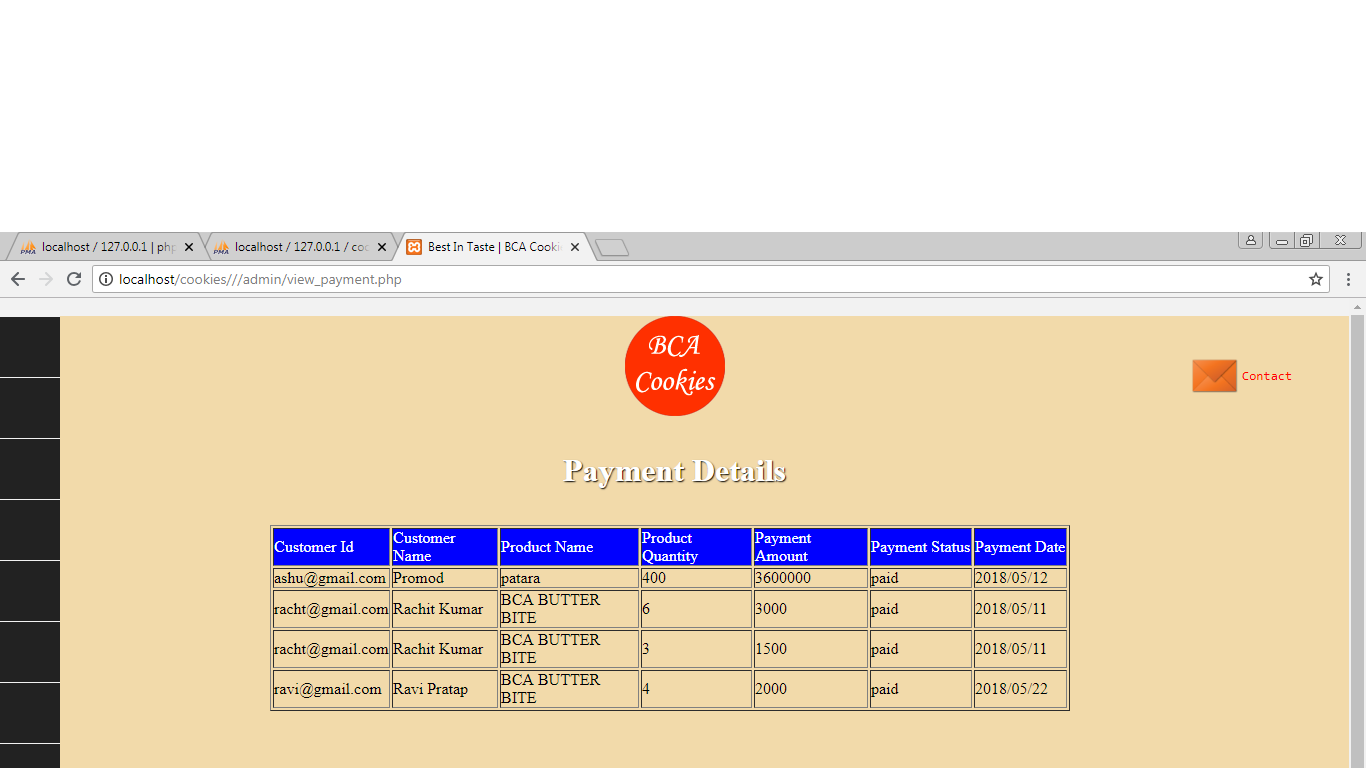 localhost / 127.0.0.1 | php
localhost / 127.0.0.1 / coo
Best In Taste | BCA Cookie
localhost/cookies///admin/view_payment.php
BCA
Cookies
Contact
Payment Details
Customer Id Customer Name Product Name Product Quantity Payment Amount Payment Status Payment Date
ashu@gmail.com Promod patara 400 3600000 paid 2018/05/12
racht@gmail.com Rachit Kumar BCA BUTTER BITE 6 3000 paid 2018/05/11
racht@gmail.com Rachit Kumar BCA BUTTER BITE 3 1500 paid 2018/05/11
ravi@gmail.com Ravi Pratap BCA BUTTER BITE 4 2000 paid 2018/05/22